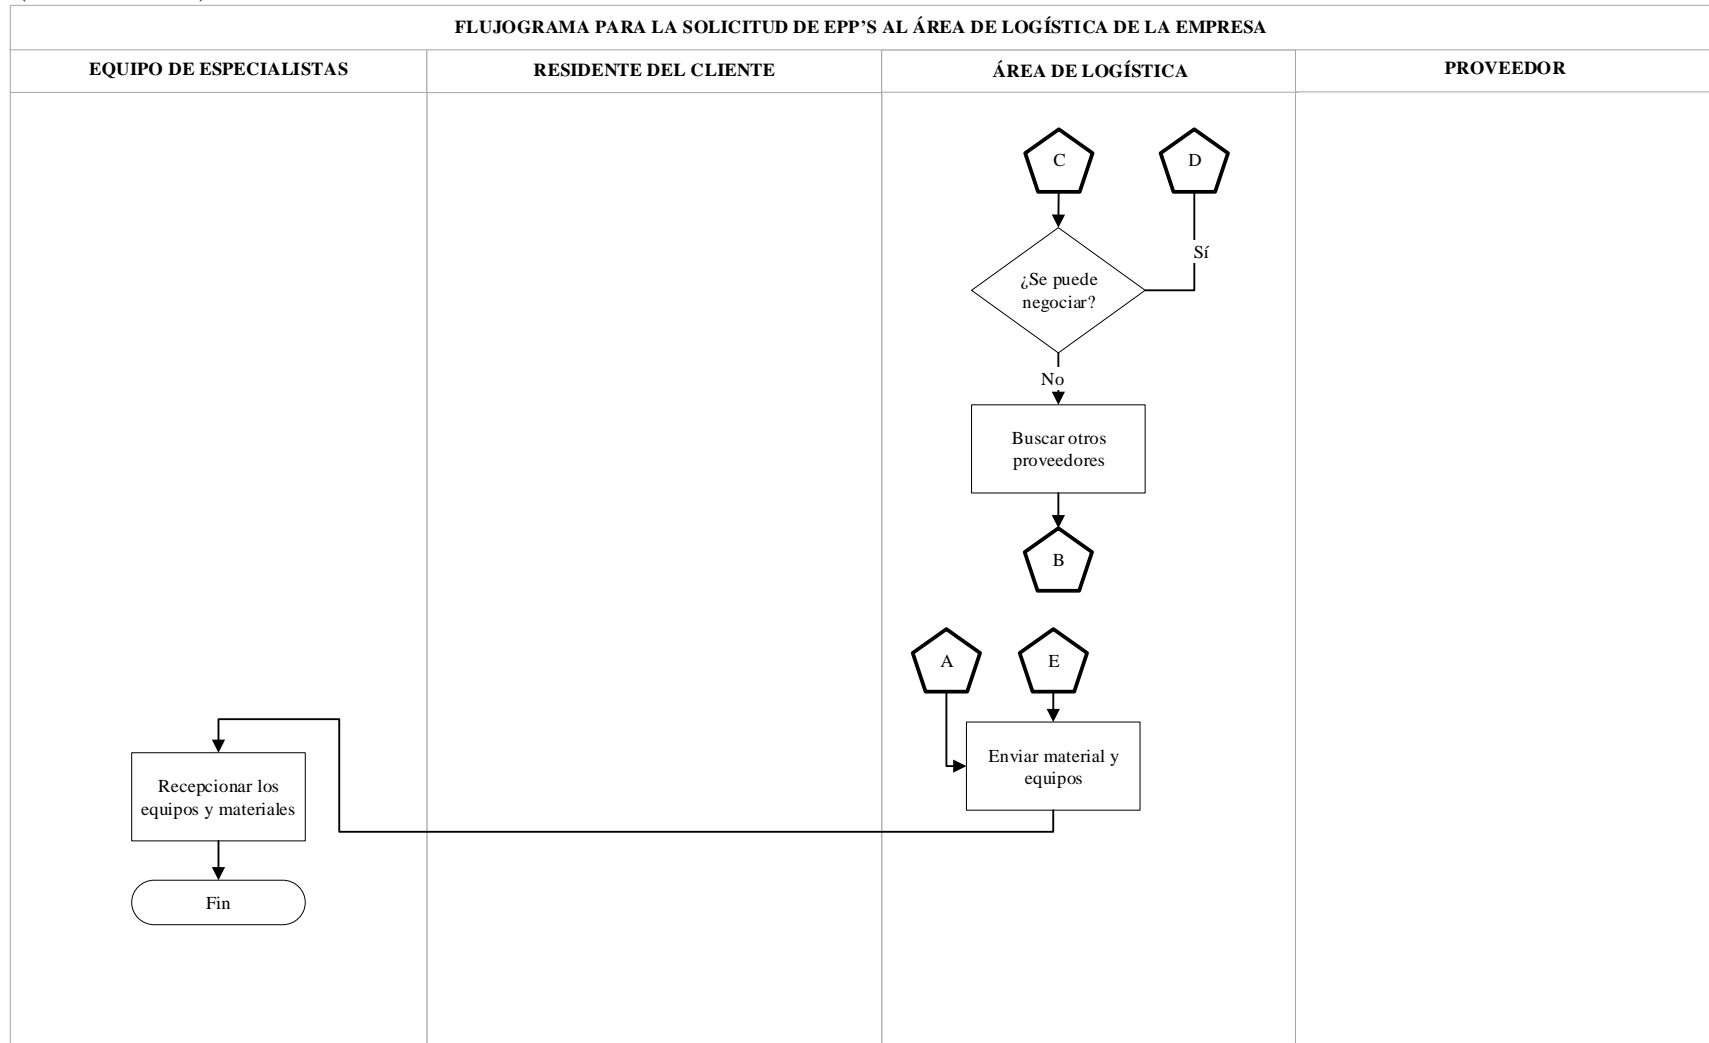 FLUJOGRAMA PARA LA SOLICITUD DE EPP’S AL ÁREA DE LOGÍSTICA DE LA EMPRESA
EQUIPO DE ESPECIALISTAS
RESIDENTE DEL CLIENTE
ÁREA DE LOGÍSTICA
PROVEEDOR
C
D
Sí
¿Se puede
negociar?
No
Buscar otros
proveedores
B
A
E
Enviar material y
equipos
Recepcionar los
equipos y materiales
Fin